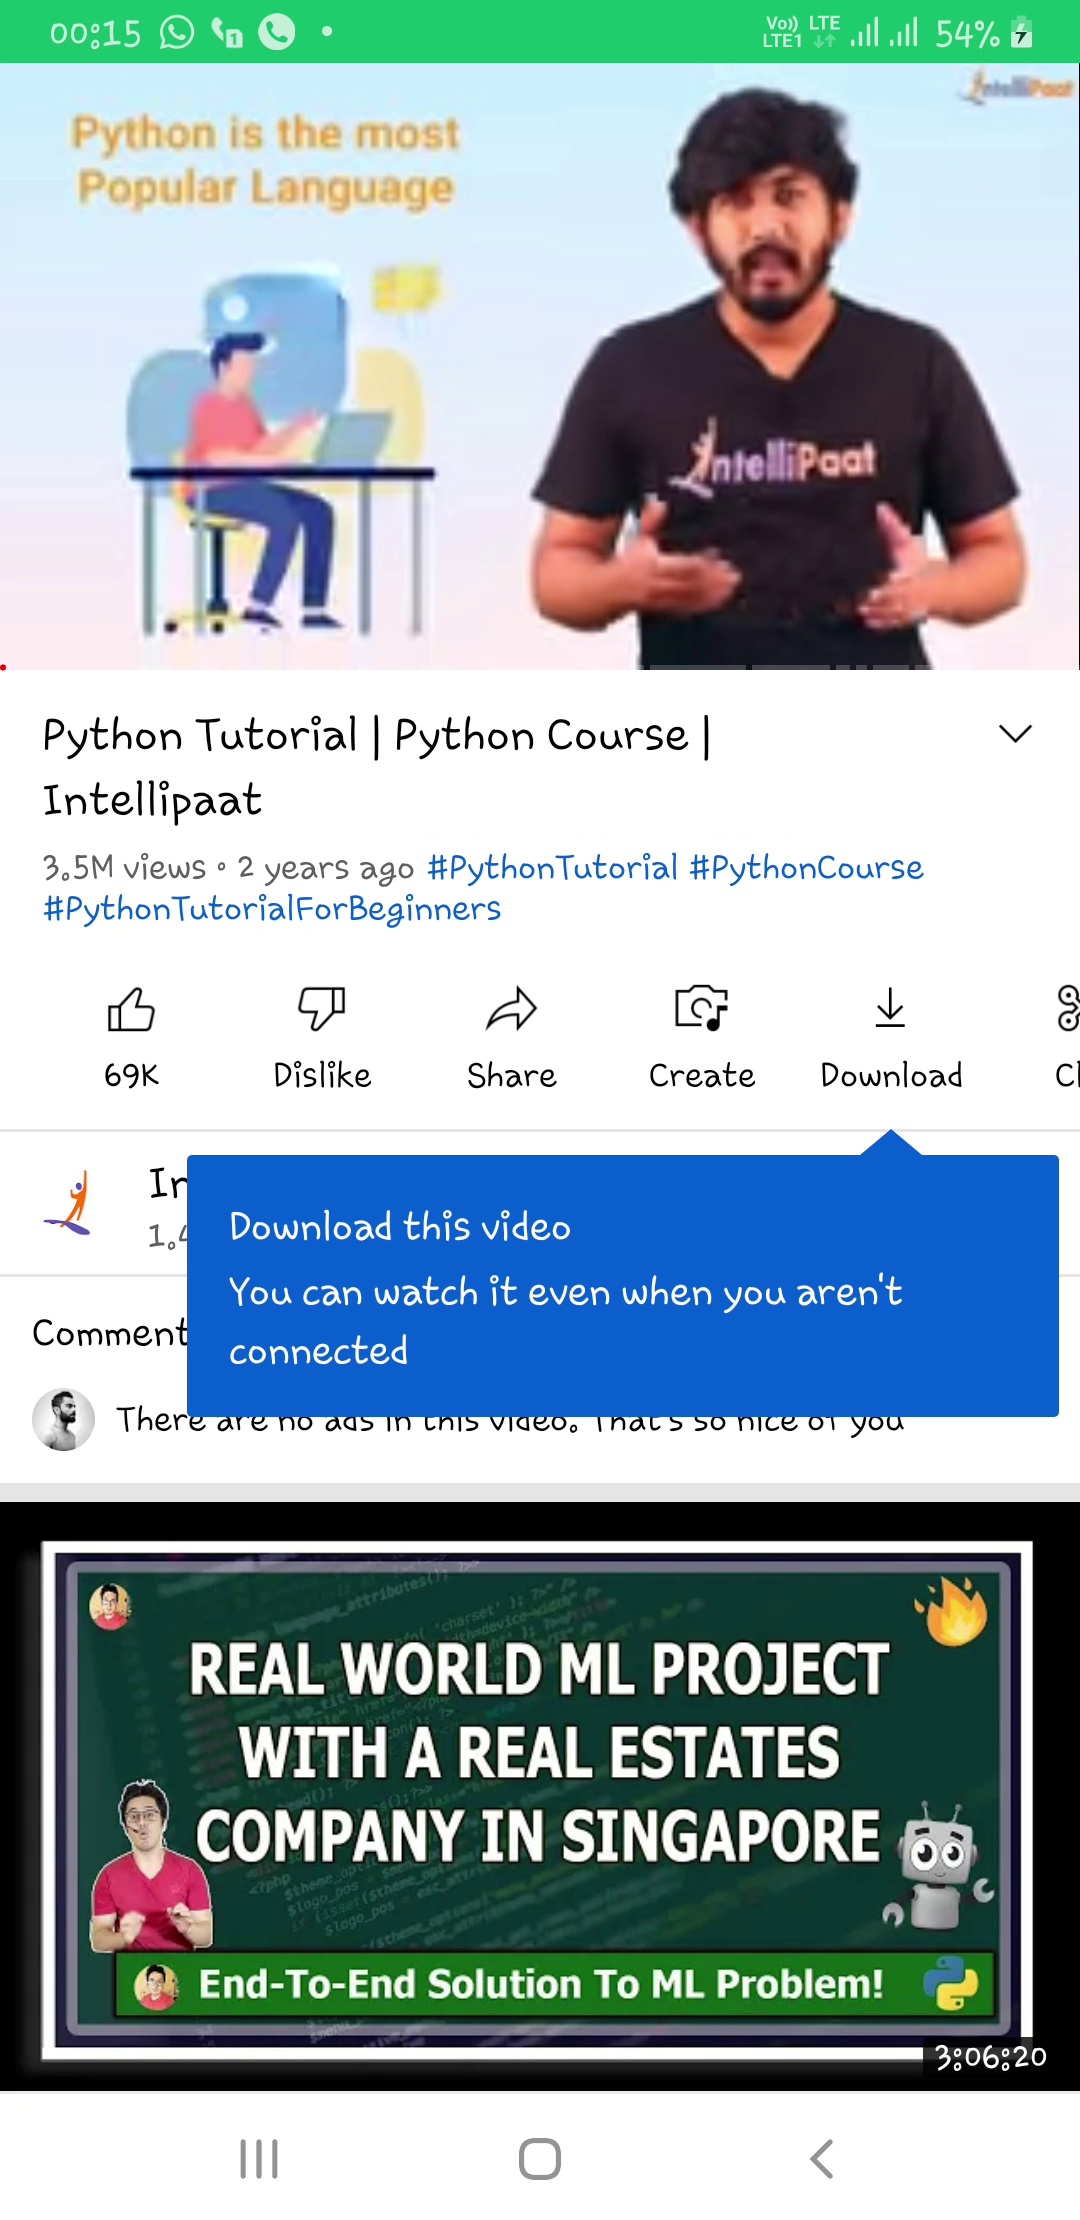 00:15
Vo)) LTE
LTE1
54%
IntelliPaat
Python is the most
Popular Language
IntelliPaat
Python Tutorial | Python Course |
Intellipaat
3.5M views • 2 years ago #PythonTutorial #PythonCourse
#PythonTutorialForBeginners
69K
Dislike
Share
Create
Download
Download this video
You can watch it even when you aren't
connected
Comment
There are no ads in this video. That's so nice of you
REAL WORLD ML PROJECT
WITH A REAL ESTATES
COMPANY IN SINGAPORE
End-To-End Solution To ML Problem!
3:06:20